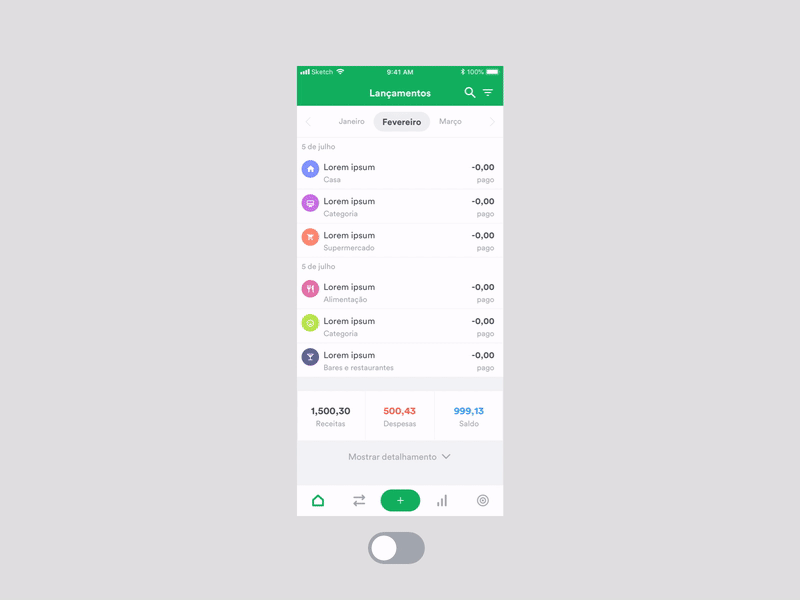 Sketch 9:41 AM 100%
Lançamentos
Janeiro Fevereiro Março
5 de julho
Lorem ipsum -0,00
Casa pago
Lorem ipsum -0,00
Categoria pago
Lorem ipsum -0,00
Supermercado pago
5 de julho
Lorem ipsum -0,00
Alimentação pago
Lorem ipsum -0,00
Categoria pago
Lorem ipsum -0,00
Bares e restaurantes pago
1,500,30 500,43 999,13
Receitas Despesas Saldo
Mostrar detalhamento
+